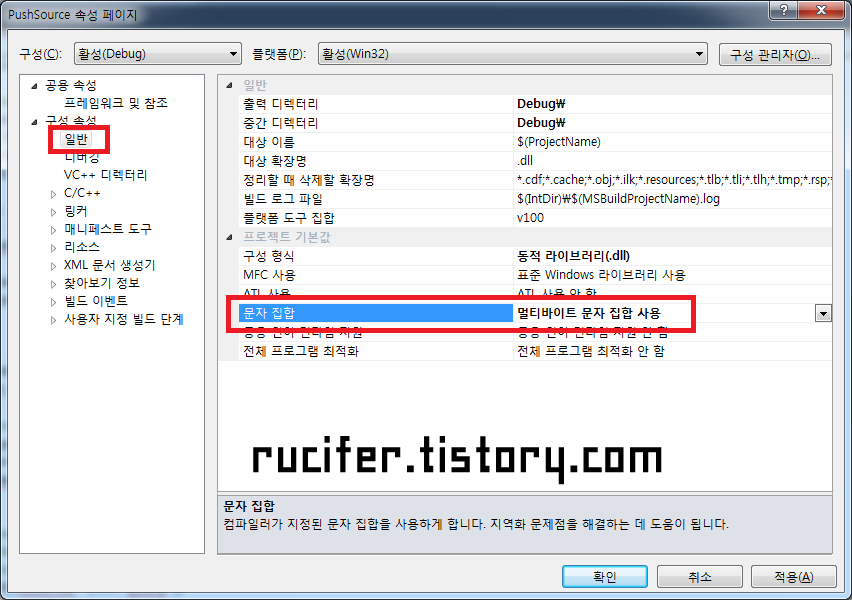 PushSource 속성 페이지
구성(C): 활성(Debug) 플랫폼(P): 활성(Win32) 구성 관리자(O)...
공용 속성
프레임워크 및 참조
구성 속성
일반
디버깅
VC++ 디렉터리
C/C++
링커
매니페스트 도구
리소스
XML 문서 생성기
찾아보기 정보
빌드 이벤트
사용자 지정 빌드 단계
일반
출력 디렉터리 Debug₩
중간 디렉터리 Debug₩
대상 이름 $(ProjectName)
대상 확장명 .dll
정리할 때 삭제할 확장명 *.cdf;*.cache;*.obj;*.ilk;*.resources;*.tlb;*.tli;*.tlh;*.tmp;*.rsp;
빌드 로그 파일 $(IntDir)₩$(MSBuildProjectName).log
플랫폼 도구 집합 v100
프로젝트 기본값
구성 형식 동적 라이브러리(.dll)
MFC 사용 표준 Windows 라이브러리 사용
ATL 사용 ATL 사용 안 함
문자 집합 멀티바이트 문자 집합 사용
공용 언어 런타임 지원 공용 언어 런타임 지원 안 함
전체 프로그램 최적화 전체 프로그램 최적화 안 함
rucifer.tistory.com
문자 집합
컴파일러가 지정된 문자 집합을 사용하게 합니다. 지역화 문제점을 해결하는 데 도움이 됩니다.
확인 취소 적용(A)